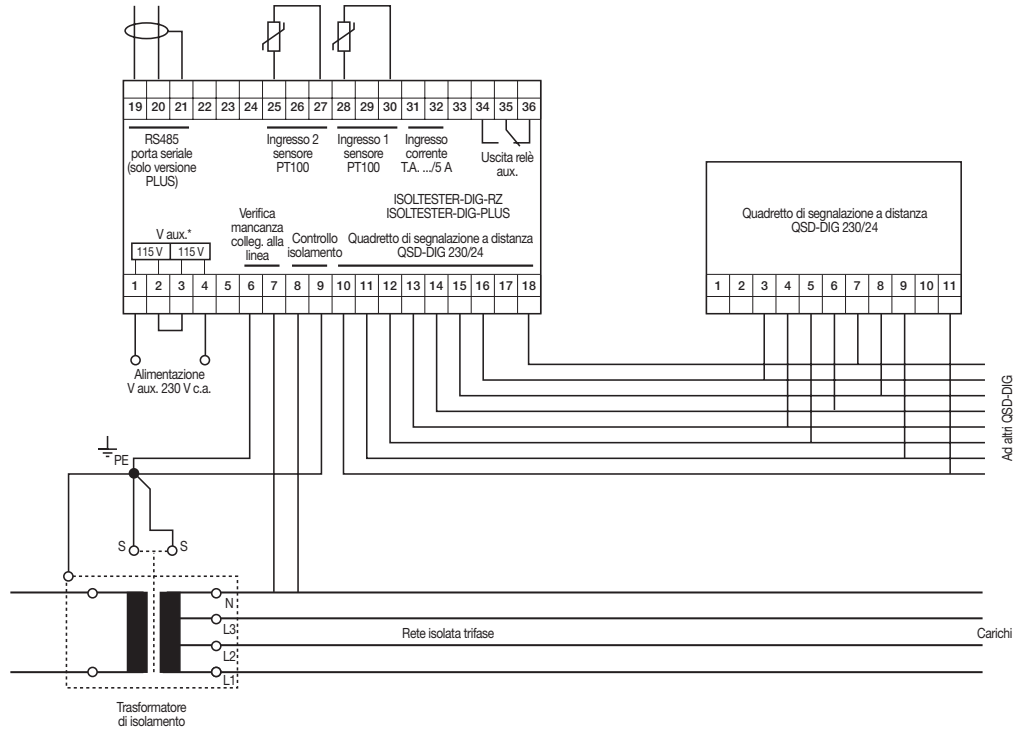 19 20 21 22 23 24 25 26 27 28 29 30 31 32 33 34 35 36
RS485
porta seriale
(solo versione
PLUS)
Ingresso 2
sensore
PT100
Ingresso 1
sensore
PT100
Ingresso
corrente
T.A. .../5 A
Uscita relè
aux.
ISOLTESTER-DIG-RZ
ISOLTESTER-DIG-PLUS
V aux.*
115 V 115 V
Verifica
mancanza
colleg. alla
linea
Controllo
isolamento
Quadretto di segnalazione a distanza
QSD-DIG 230/24
1 2 3 4 5 6 7 8 9 10 11 12 13 14 15 16 17 18
Alimentazione
V aux. 230 V c.a.
Quadretto di segnalazione a distanza
QSD-DIG 230/24
1 2 3 4 5 6 7 8 9 10 11
Ad altri QSD-DIG
PE
S S
N
L3
L2
L1
Rete isolata trifase
Carichi
Trasformatore
di isolamento